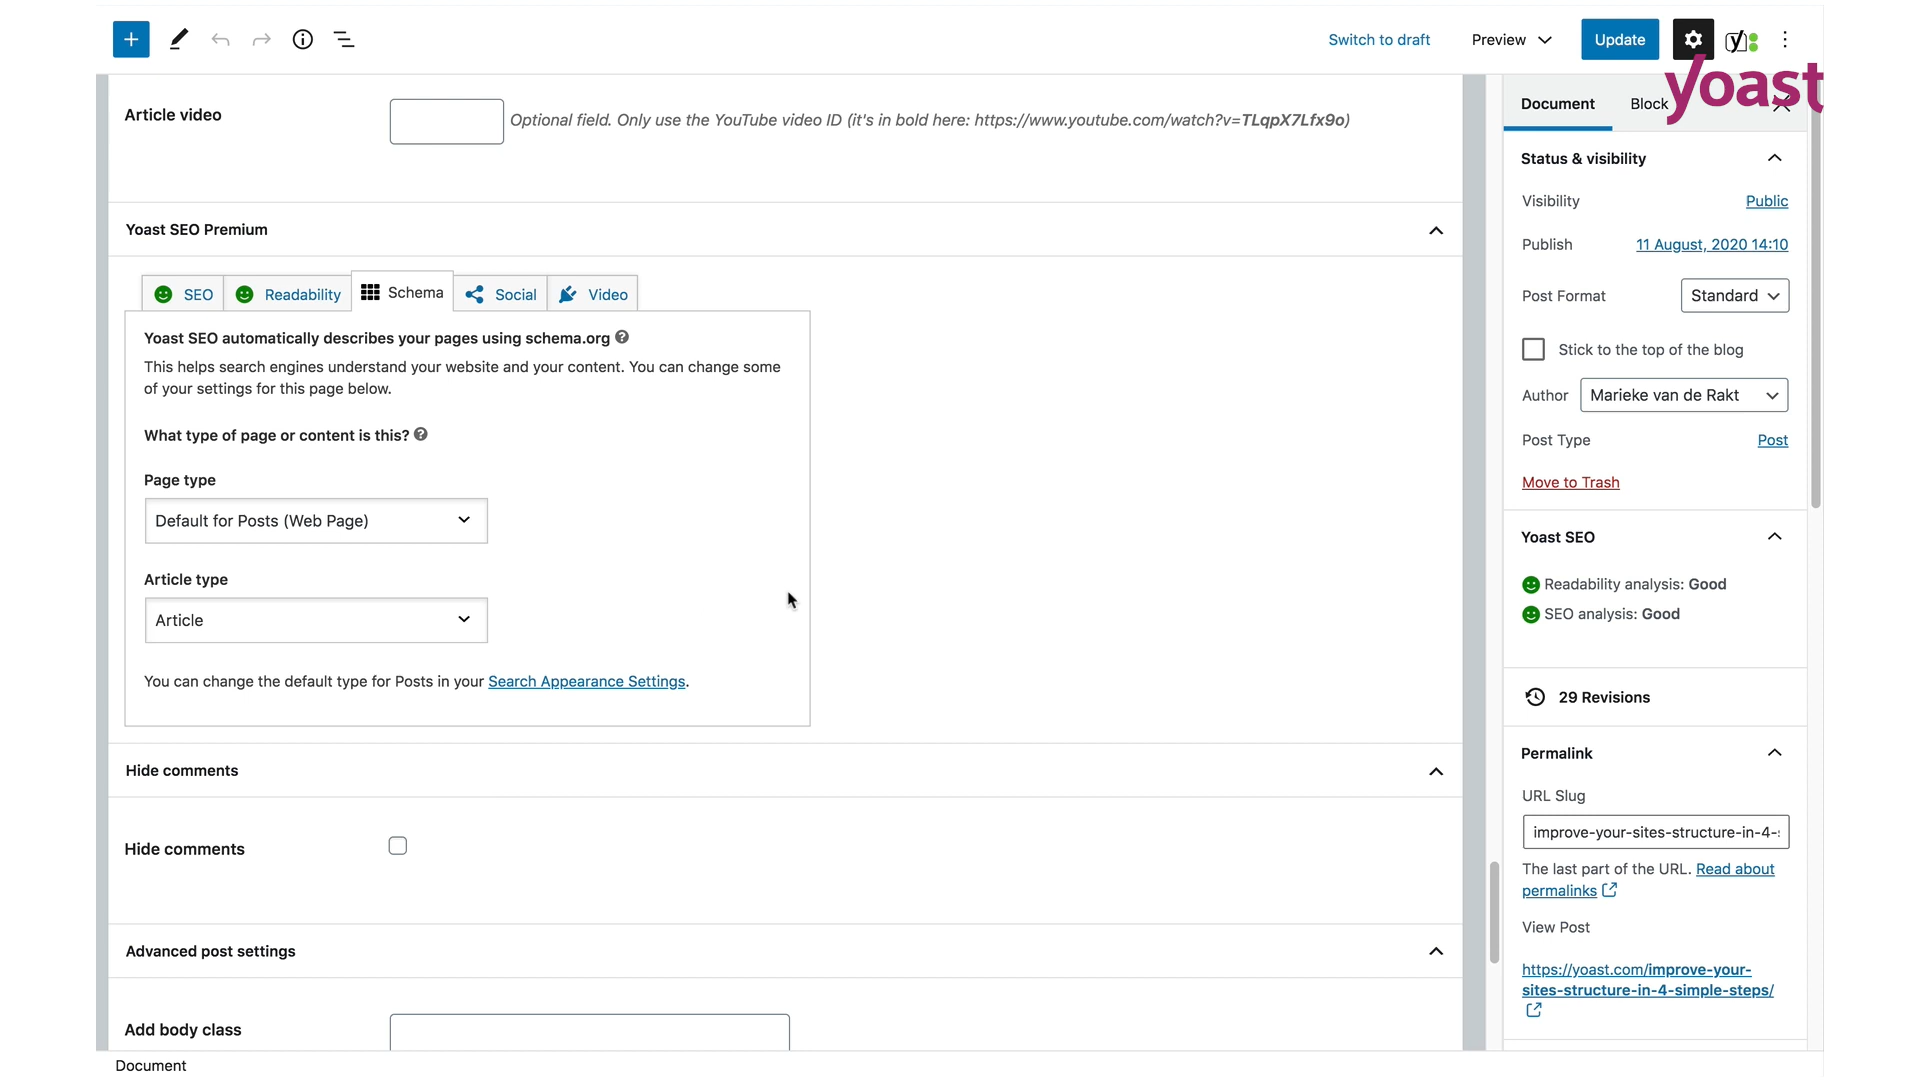 Switch to draft
Preview
Update
yoast
Article video
Optional field. Only use the YouTube video ID (it's in bold here: https://www.youtube.com/watch?v=TLqpX7Lfx9o)
Yoast SEO Premium
SEO
Readability
Schema
Social
Video
Yoast SEO automatically describes your pages using schema.org
This helps search engines understand your website and your content. You can change some
of your settings for this page below.
What type of page or content is this?
Page type
Default for Posts (Web Page)
Article type
Article
You can change the default type for Posts in your Search Appearance Settings.
Hide comments
Hide comments
Advanced post settings
Add body class
Document
Document
Block
Status & visibility
Visibility
Public
Publish
11 August, 2020 14:10
Post Format
Standard
Stick to the top of the blog
Author
Marieke van de Rakt
Post Type
Post
Move to Trash
Yoast SEO
Readability analysis: Good
SEO analysis: Good
29 Revisions
Permalink
URL Slug
improve-your-sites-structure-in-4-
The last part of the URL. Read about
permalinks
View Post
https://yoast.com/improve-your-
sites-structure-in-4-simple-steps/